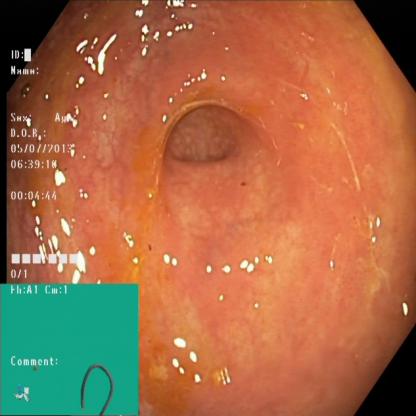 ID:
Name:
Sex: Age:
D.O.B.:
05/07/2013
06:39:10
00:04:44
0/1
Eh:A1 Cm:1
Comment: